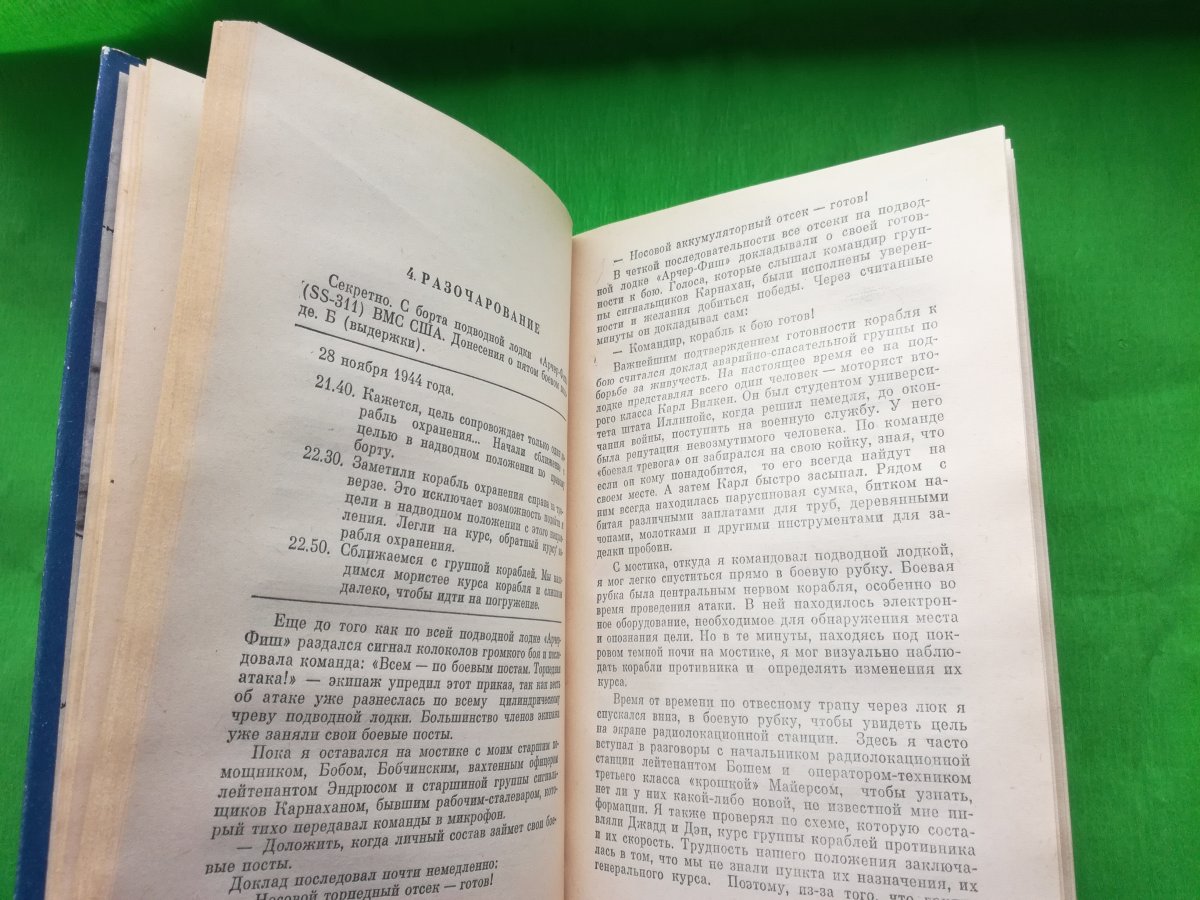 4. РАЗОЧАРОВАНИЕ
Секретно. С борта подводной лодки «Арчер-Фиш»
(SS-311) ВМС США. Донесения о пятом боевом
де. Б (выдержки).
28 ноября 1944 года.
21.40. Кажется, цель сопровождает только один ко-
рабль охранения... Начали сближение с
целью в надводном положении по правому
борту.
22.30. Заметили корабль охранения справа на тра-
верзе. Это исключает возможность подойти к
цели в надводном положении с этого направ-
ления. Легли на курс, обратный курсу ко-
рабля охранения.
22.50. Сближаемся с группой кораблей. Мы нахо-
димся мористее курса корабля и слишком
далеко, чтобы идти на погружение.
Еще до того как по всей подводной лодке «Арчер-
Фиш» раздался сигнал колоколов громкого боя и после-
довала команда: «Всем — по боевым постам. Торпедная
атака!» — экипаж упредил этот приказ, так как весть
об атаке уже разнеслась по всему цилиндрическому
чреву подводной лодки. Большинство членов экипажа
уже заняли свои боевые посты.
Пока я оставался на мостике с моим старшим по-
мощником, Бобом, Бобчинским, вахтенным офицером
лейтенантом Эндрюсом и старшиной группы сигналь-
щиков Карнаханом, бывшим рабочим-сталеваром, кото-
рый тихо передавал команды в микрофон.
— Доложить, когда личный состав займет свои бое-
вые посты.
Доклад последовал почти немедленно:
— Носовой торпедный отсек — готов!
— Носовой аккумуляторный отсек — готов!
В четкой последовательности все отсеки на подвод-
ной лодке «Арчер-Фиш» докладывали о своей готов-
ности к бою. Голоса, которые слышал командир груп-
пы сигнальщиков Карнахан, были исполнены уверен-
ности и желания добиться победы. Через считанные
минуты он докладывал сам:
— Командир, корабль к бою готов!
Важнейшим подтверждением готовности корабля к
бою считался доклад аварийно-спасательной группы по
борьбе за живучесть. На настоящее время ее на под-
лодке представлял всего один человек — моторист вто-
рого класса Карл Вилкен. Он был студентом универси-
тета штата Иллинойс, когда решил немедля, до окон-
чания войны, поступить на военную службу. У него
была репутация невозмутимого человека. По команде
«боевая тревога» он забирался на свою койку, зная, что
если он кому понадобится, то его всегда найдут на
своем месте. А затем Карл быстро засыпал. Рядом с
ним всегда находилась парусиновая сумка, битком на-
битая различными заплатами для труб, деревянными
чопами, молотками и другими инструментами для за-
делки пробоин.
С мостика, откуда я командовал подводной лодкой,
я мог легко спуститься прямо в боевую рубку. Боевая
рубка была центральным нервом корабля, особенно во
время проведения атаки. В ней находилось электрон-
ное оборудование, необходимое для обнаружения места
и опознания цели. Но в те минуты, находясь под пок-
ровом темной ночи на мостике, я мог визуально наблю-
дать корабли противника и определять изменения их
курса.
Время от времени по отвесному трапу через люк я
спускался вниз, в боевую рубку, чтобы увидеть цель
на экране радиолокационной станции. Здесь я часто
вступал в разговоры с начальником радиолокационной
станции лейтенантом Бошем и оператором-техником
третьего класса «крошкой» Майерсом, чтобы узнать,
нет ли у них какой-либо новой, не известной мне ин-
формации. Я также проверял по схеме, которую соста-
вляли Джадд и Дэн, курс группы кораблей противника
и их скорость. Трудность нашего положения заключа-
лась в том, что мы не знали пункта их назначения, их
генерального курса. Поэтому, из-за того, что